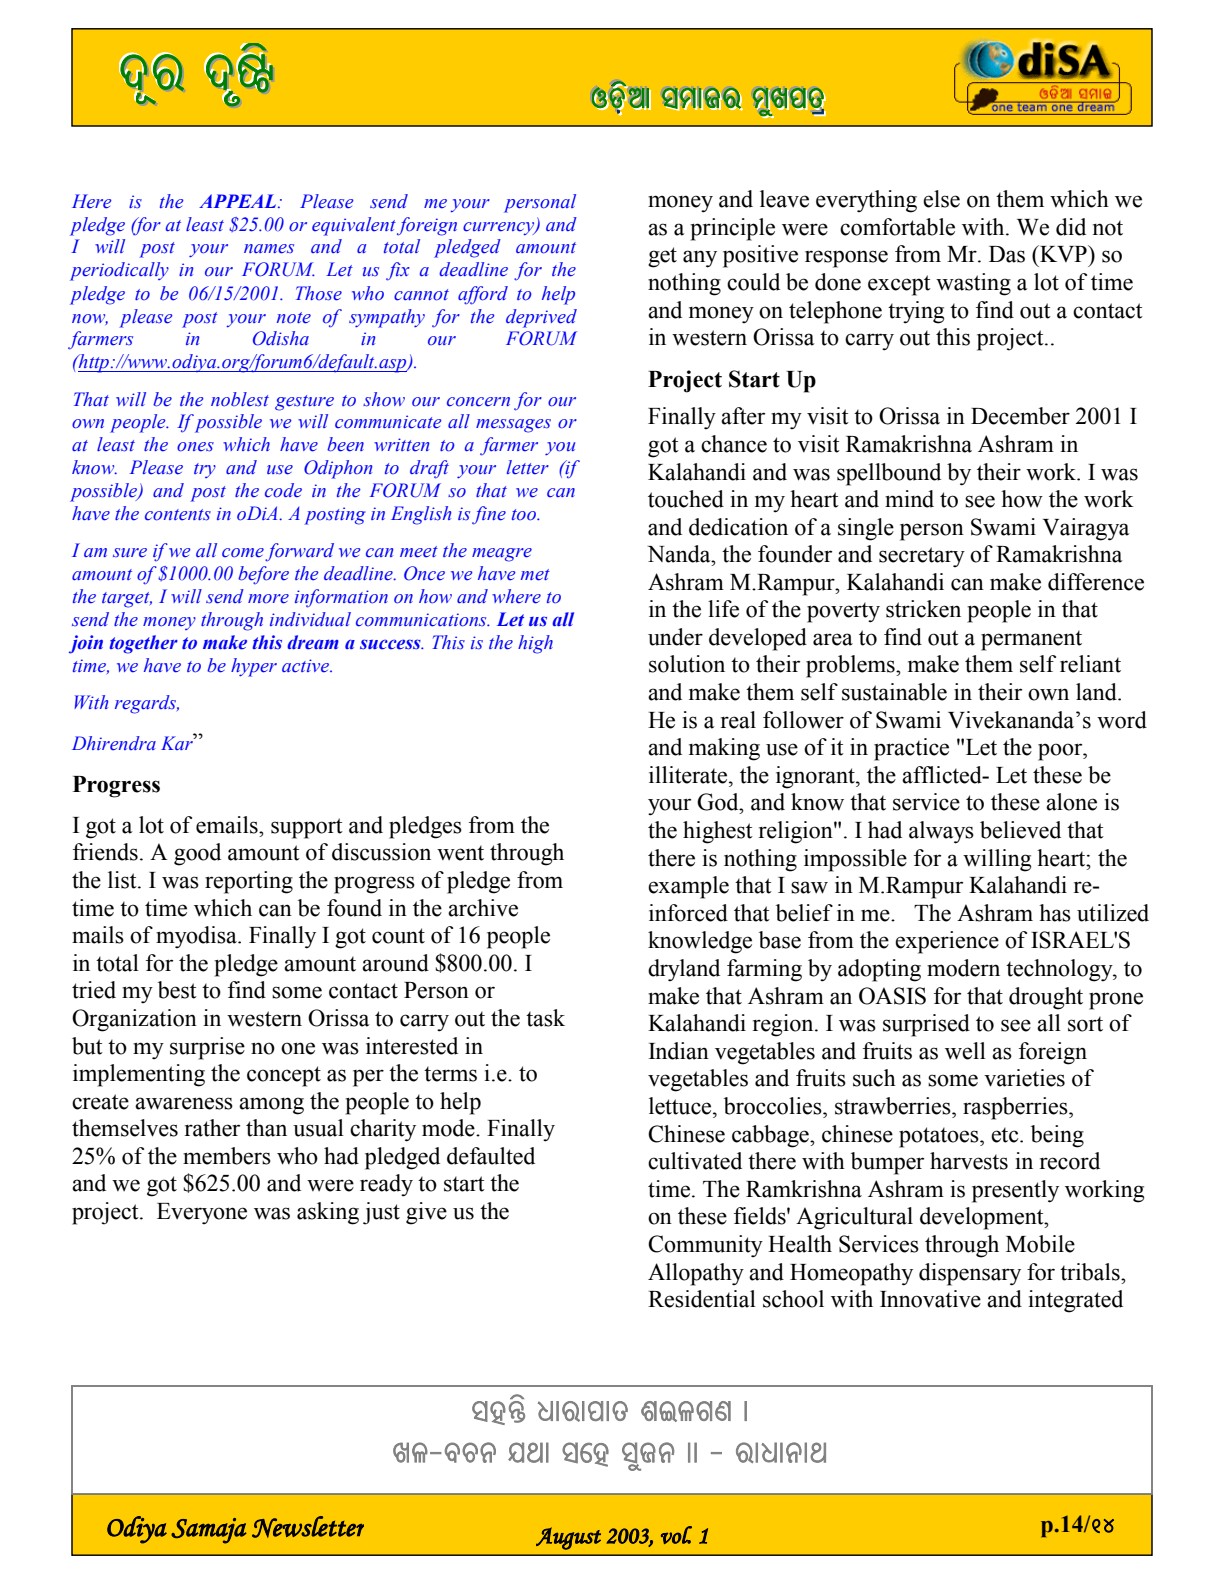 ଦୂର ଦୃଷ୍ଟି
ଓଡ଼ିଆ ସମାଜର ମୁଖପତ୍ର
diSA
ଓଡ଼ିଆ ସମାଜ
one team one dream
Here is the APPEAL: Please send me your personal
pledge (for at least $25.00 or equivalent foreign currency) and
I will post your names and a total pledged amount
periodically in our FORUM. Let us fix a deadline for the
pledge to be 06/15/2001. Those who cannot afford to help
now, please post your note of sympathy for the deprived
farmers in Odisha in our FORUM
(http://www.odiya.org/forum6/default.asp).
That will be the noblest gesture to show our concern for our
own people. If possible we will communicate all messages or
at least the ones which have been written to a farmer you
know. Please try and use Odiphon to draft your letter (if
possible) and post the code in the FORUM so that we can
have the contents in oDiA. A posting in English is fine too.
I am sure if we all come forward we can meet the meagre
amount of $1000.00 before the deadline. Once we have met
the target, I will send more information on how and where to
send the money through individual communications. Let us all
join together to make this dream a success. This is the high
time, we have to be hyper active.
With regards,
Dhirendra Kar”
Progress
I got a lot of emails, support and pledges from the
friends. A good amount of discussion went through
the list. I was reporting the progress of pledge from
time to time which can be found in the archive
mails of myodisa. Finally I got count of 16 people
in total for the pledge amount around $800.00. I
tried my best to find some contact Person or
Organization in western Orissa to carry out the task
but to my surprise no one was interested in
implementing the concept as per the terms i.e. to
create awareness among the people to help
themselves rather than usual charity mode. Finally
25% of the members who had pledged defaulted
and we got $625.00 and were ready to start the
project. Everyone was asking just give us the
money and leave everything else on them which we
as a principle were comfortable with. We did not
get any positive response from Mr. Das (KVP) so
nothing could be done except wasting a lot of time
and money on telephone trying to find out a contact
in western Orissa to carry out this project..
Project Start Up
Finally after my visit to Orissa in December 2001 I
got a chance to visit Ramakrishna Ashram in
Kalahandi and was spellbound by their work. I was
touched in my heart and mind to see how the work
and dedication of a single person Swami Vairagya
Nanda, the founder and secretary of Ramakrishna
Ashram M.Rampur, Kalahandi can make difference
in the life of the poverty stricken people in that
under developed area to find out a permanent
solution to their problems, make them self reliant
and make them self sustainable in their own land.
He is a real follower of Swami Vivekananda’s word
and making use of it in practice "Let the poor,
illiterate, the ignorant, the afflicted- Let these be
your God, and know that service to these alone is
the highest religion". I had always believed that
there is nothing impossible for a willing heart; the
example that I saw in M.Rampur Kalahandi re-
inforced that belief in me. The Ashram has utilized
knowledge base from the experience of ISRAEL'S
dryland farming by adopting modern technology, to
make that Ashram an OASIS for that drought prone
Kalahandi region. I was surprised to see all sort of
Indian vegetables and fruits as well as foreign
vegetables and fruits such as some varieties of
lettuce, broccolies, strawberries, raspberries,
Chinese cabbage, chinese potatoes, etc. being
cultivated there with bumper harvests in record
time. The Ramkrishna Ashram is presently working
on these fields' Agricultural development,
Community Health Services through Mobile
Allopathy and Homeopathy dispensary for tribals,
Residential school with Innovative and integrated
ସହନ୍ତି ଧାରାପାତ ଶଇଳଗଣ ।
ଖଳ-ବଚନ ଯଥା ସହେ ସୁଜନ ॥ - ରାଧାନାଥ
Odiya Samaja Newsletter
August 2003, vol. 1
p.14/୧୪